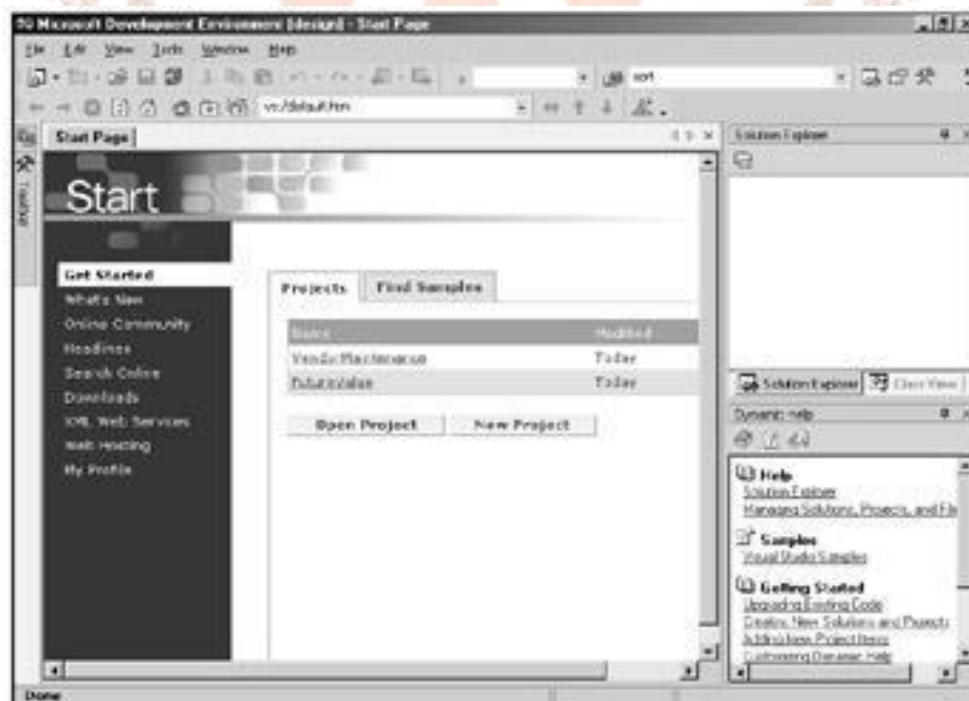 Microsoft Development Environment [design] - Start Page
File Edit View Tools Window Help
sort
vs:/default.htm
Start Page
Toolbox
Start
Get Started
What's New
Online Community
Headlines
Search Online
Downloads
XML Web Services
Web Hosting
My Profile
Projects Find Samples
Name Modified
Vendor Maintenance Today
FutureValue Today
Open Project New Project
Solution Explorer
Solution Explorer Class View
Dynamic Help
Help
Solution Explorer
Managing Solutions, Projects, and File
Samples
Visual Studio Samples
Getting Started
Upgrading Existing Code
Creating New Solutions and Projects
Adding New Project Items
Customizing Dynamic Help
Done